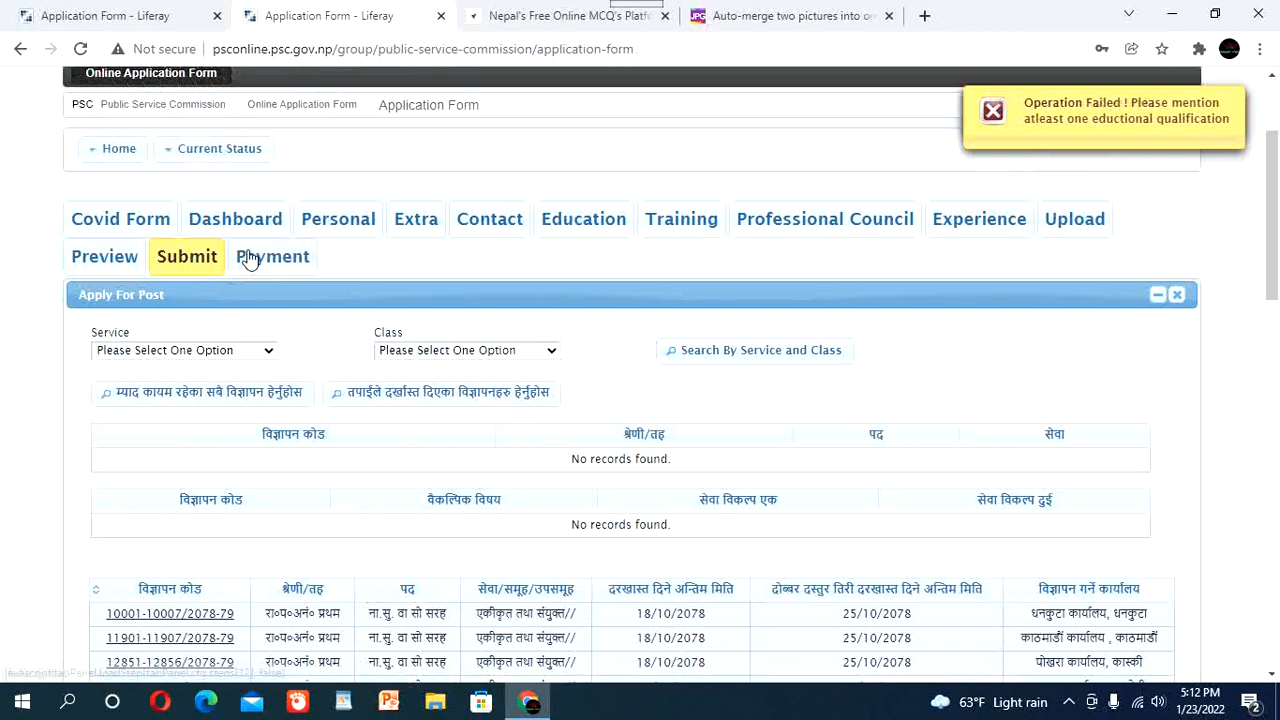 Application Form - Liferay
Application Form - Liferay
Nepal's Free Online MCQ's Platf
JPG Auto-merge two pictures into on
Not secure psconline.psc.gov.np/group/public-service-commission/application-form
Online Application Form
PSC Public Service Commission Online Application Form Application Form
Operation Failed ! Please mention
atleast one eductional qualification
Home Current Status
Covid Form Dashboard Personal Extra Contact Education Training Professional Council Experience Upload
Preview Submit Payment
Apply For Post
Service Class
Please Select One Option Please Select One Option Search By Service and Class
म्याद कायम रहेका सबै विज्ञापन हेर्नुहोस तपाईले दर्खास्त दिएका विज्ञापनहरु हेर्नुहोस
विज्ञापन कोड श्रेणी/तह पद सेवा
No records found.
विज्ञापन कोड वैकल्पिक विषय सेवा विकल्प एक सेवा विकल्प दुई
No records found.
विज्ञापन कोड श्रेणी/तह पद सेवा/समूह/उपसमूह दरखास्त दिने अन्तिम मिति दोब्बर दस्तुर तिरी दरखास्त दिने अन्तिम मिति विज्ञापन गर्ने कार्यालय
10001-10007/2078-79 रा०प०अनं० प्रथम ना.सु. वा सो सरह एकीकृत तथा संयुक्त// 18/10/2078 25/10/2078 धनकुटा कार्यालय, धनकुटा
11901-11907/2078-79 रा०प०अनं० प्रथम ना.सु. वा सो सरह एकीकृत तथा संयुक्त// 18/10/2078 25/10/2078 काठमाडौं कार्यालय , काठमाडौं
12851-12856/2078-79 रा०प०अनं० प्रथम ना.सु. वा सो सरह एकीकृत तथा संयुक्त// 18/10/2078 25/10/2078 पोखरा कार्यालय, कास्की
63°F Light rain
5:12 PM
1/23/2022
2